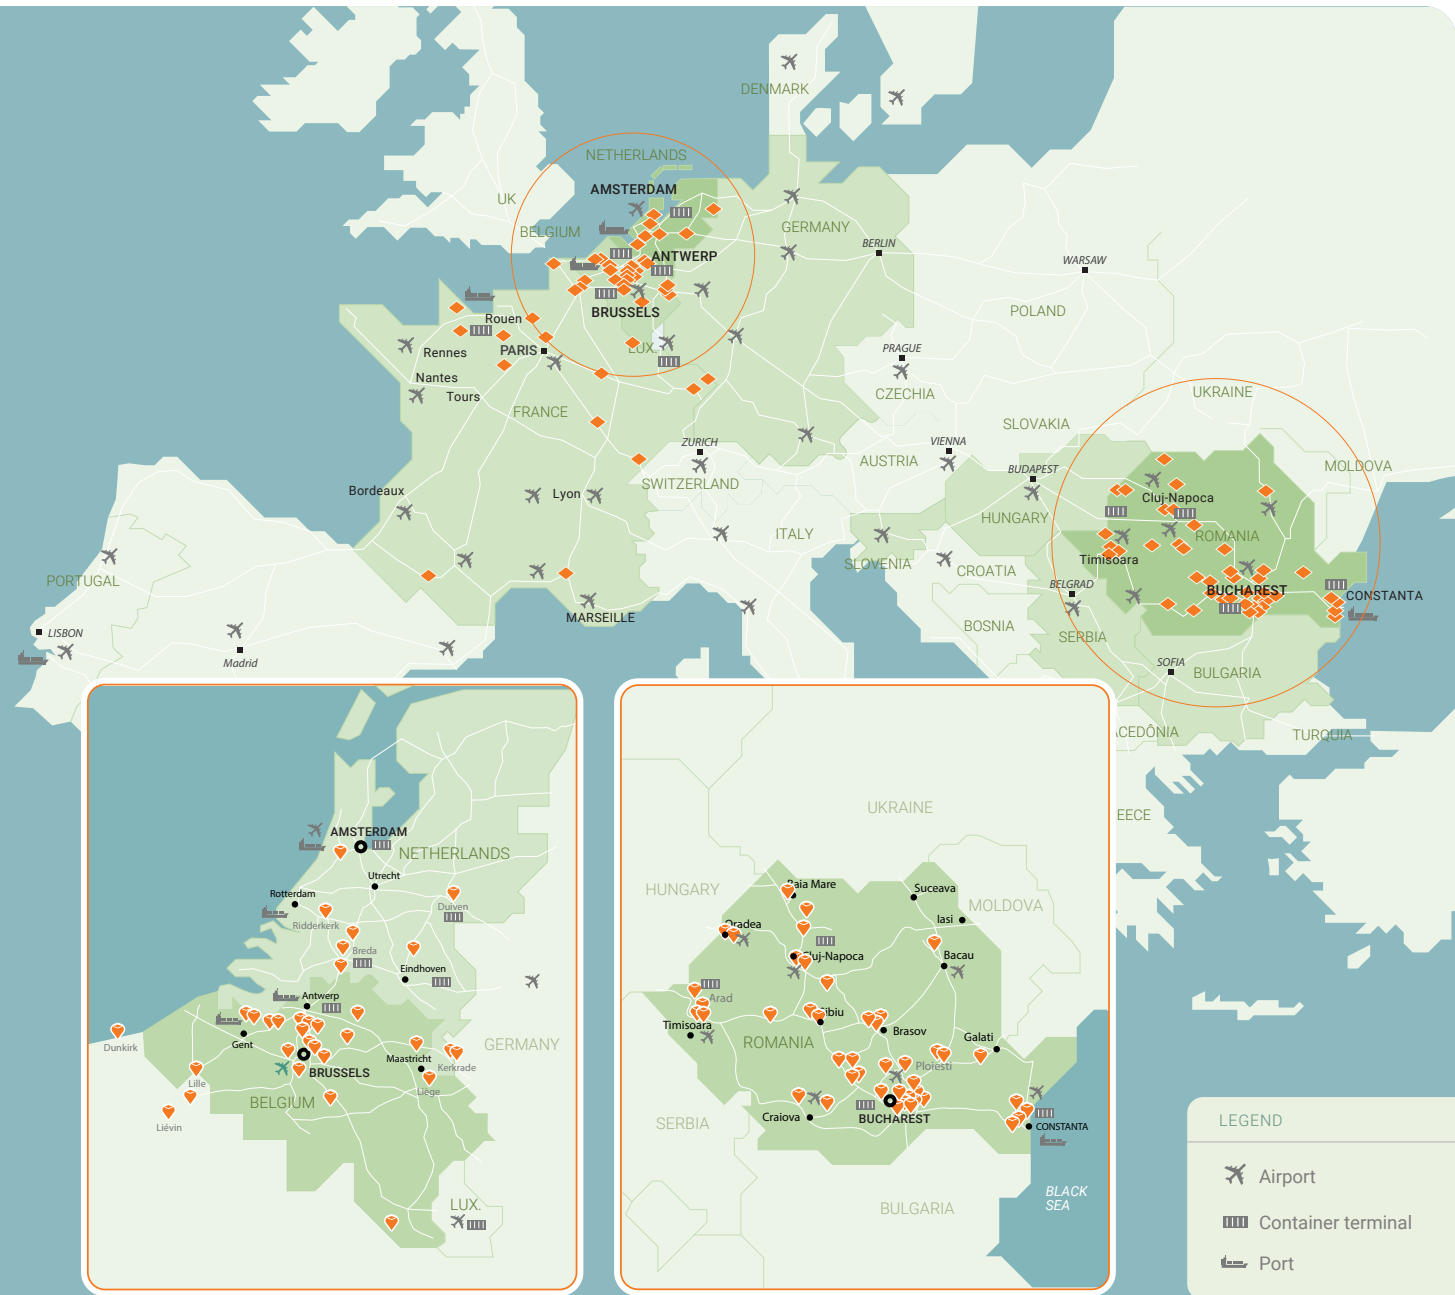 DENMARK
NETHERLANDS
AMSTERDAM
UK
BELGIUM
GERMANY
BERLIN
ANTWERP
WARSAW
BRUSSELS
POLAND
Rouen
PARIS
LUX.
PRAGUE
Rennes
Nantes
Tours
CZECHIA
UKRAINE
FRANCE
SLOVAKIA
ZURICH
VIENNA
AUSTRIA
MOLDOVA
BUDAPEST
SWITZERLAND
Bordeaux
Lyon
Cluj-Napoca
HUNGARY
ITALY
ROMANIA
SLOVENIA
Timisoara
CROATIA
PORTUGAL
BELGRAD
BUCHAREST
CONSTANTA
MARSEILLE
BOSNIA
LISBON
SERBIA
Madrid
SOFIA
BULGARIA
ACEDÔNIA
TURQUIA
EECE
AMSTERDAM
NETHERLANDS
Utrecht
Rotterdam
Duiven
Ridderkerk
Breda
Eindhoven
Antwerp
Dunkirk
Gent
GERMANY
Maastricht
Kerkrade
BRUSSELS
Lille
Liège
BELGIUM
Liévin
LUX.
UKRAINE
HUNGARY
Baia Mare
Suceava
MOLDOVA
Iasi
Oradea
Cluj-Napoca
Bacau
Arad
Sibiu
Timisoara
Brasov
ROMANIA
Galati
Ploiesti
Craiova
BUCHAREST
SERBIA
CONSTANTA
BLACK
SEA
BULGARIA
LEGEND
Airport
Container terminal
Port